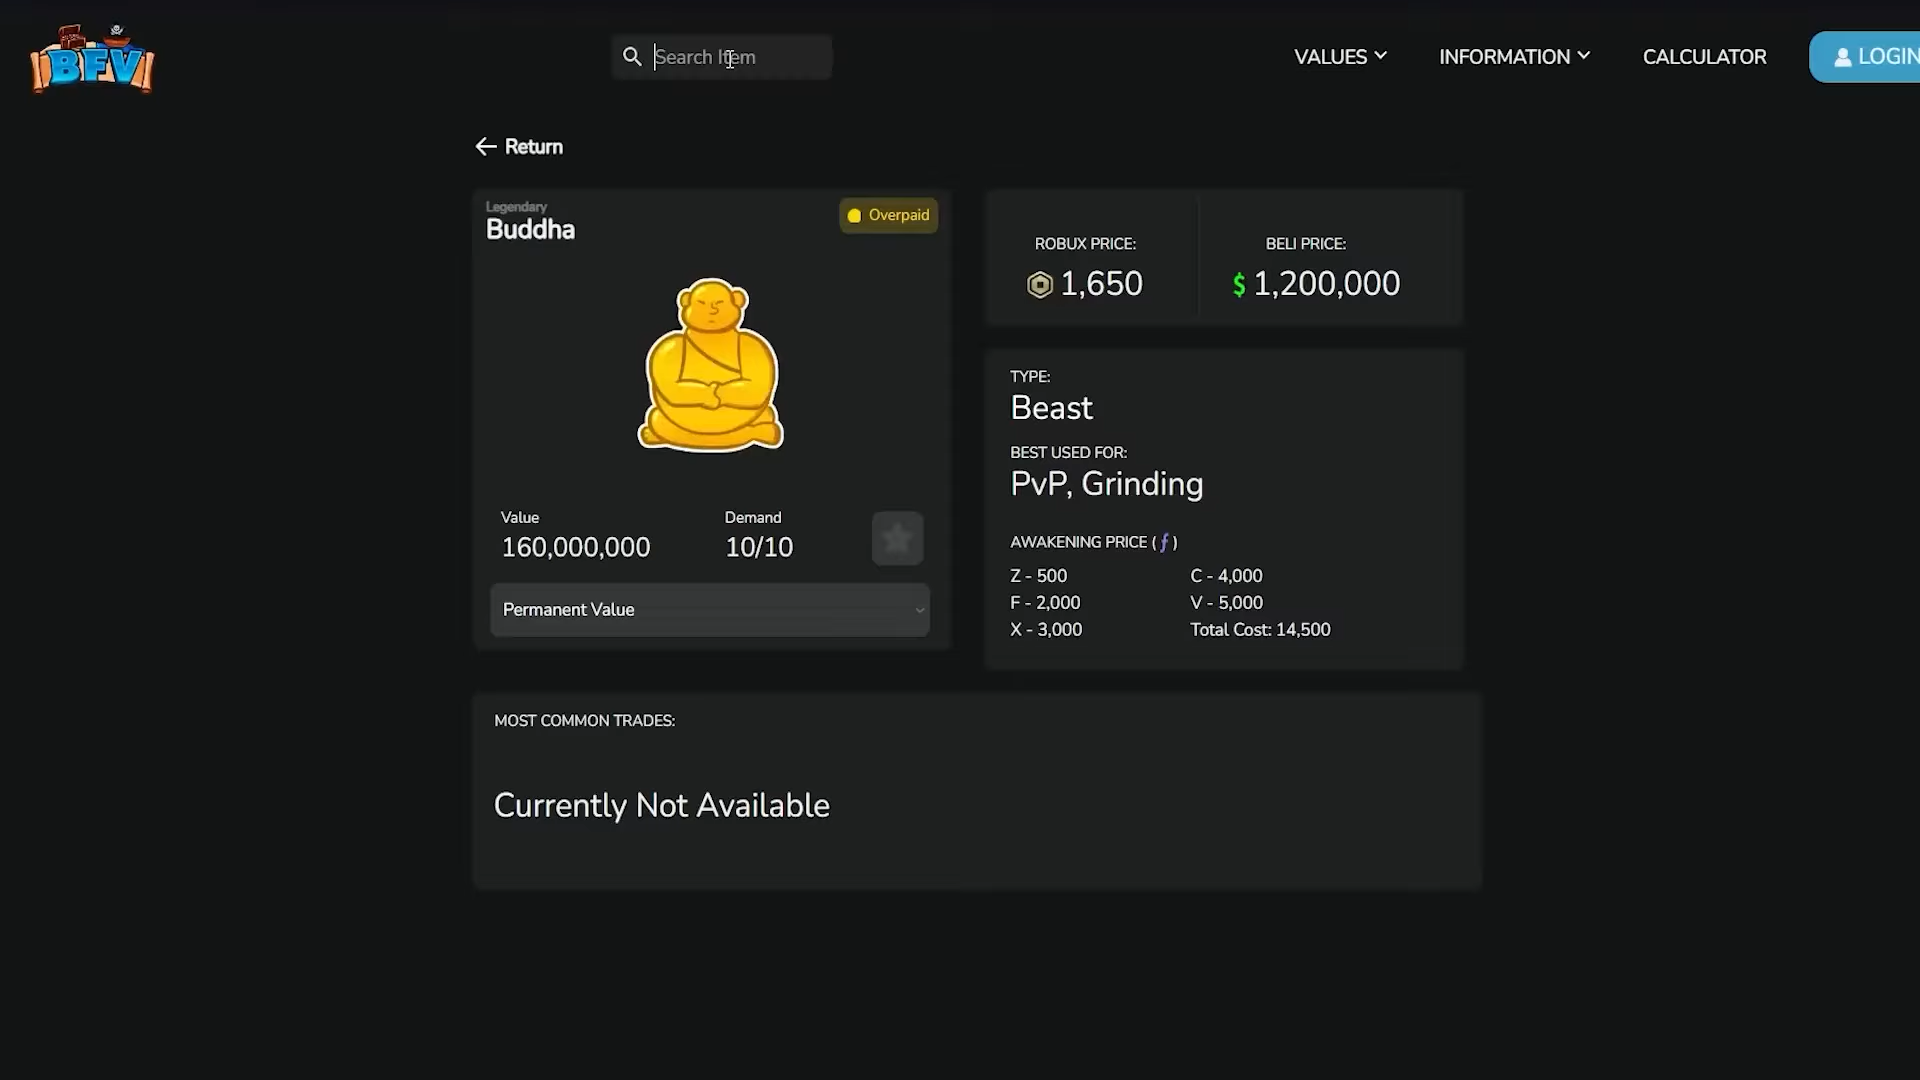 BFV
Search Item
VALUES
INFORMATION
CALCULATOR
LOGIN
Return
Legendary
Buddha
Overpaid
Value
160,000,000
Demand
10/10
Permanent Value
ROBUX PRICE:
1,650
BELI PRICE:
$ 1,200,000
TYPE:
Beast
BEST USED FOR:
PvP, Grinding
AWAKENING PRICE ( ƒ )
Z - 500
C - 4,000
F - 2,000
V - 5,000
X - 3,000
Total Cost: 14,500
MOST COMMON TRADES:
Currently Not Available